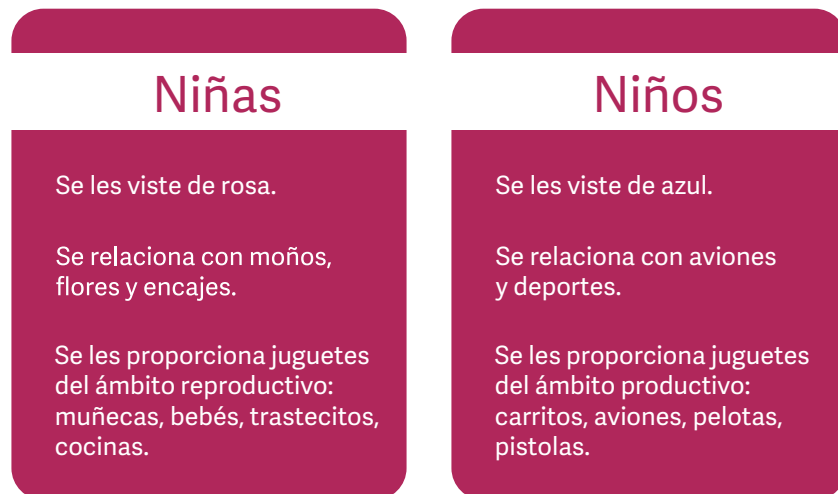 Niñas
Se les viste de rosa.
Se relaciona con moños,
flores y encajes.
Se les proporciona juguetes
del ámbito reproductivo:
muñecas, bebés, trastecitos,
cocinas.
Niños
Se les viste de azul.
Se relaciona con aviones
y deportes.
Se les proporciona juguetes
del ámbito productivo:
carritos, aviones, pelotas,
pistolas.